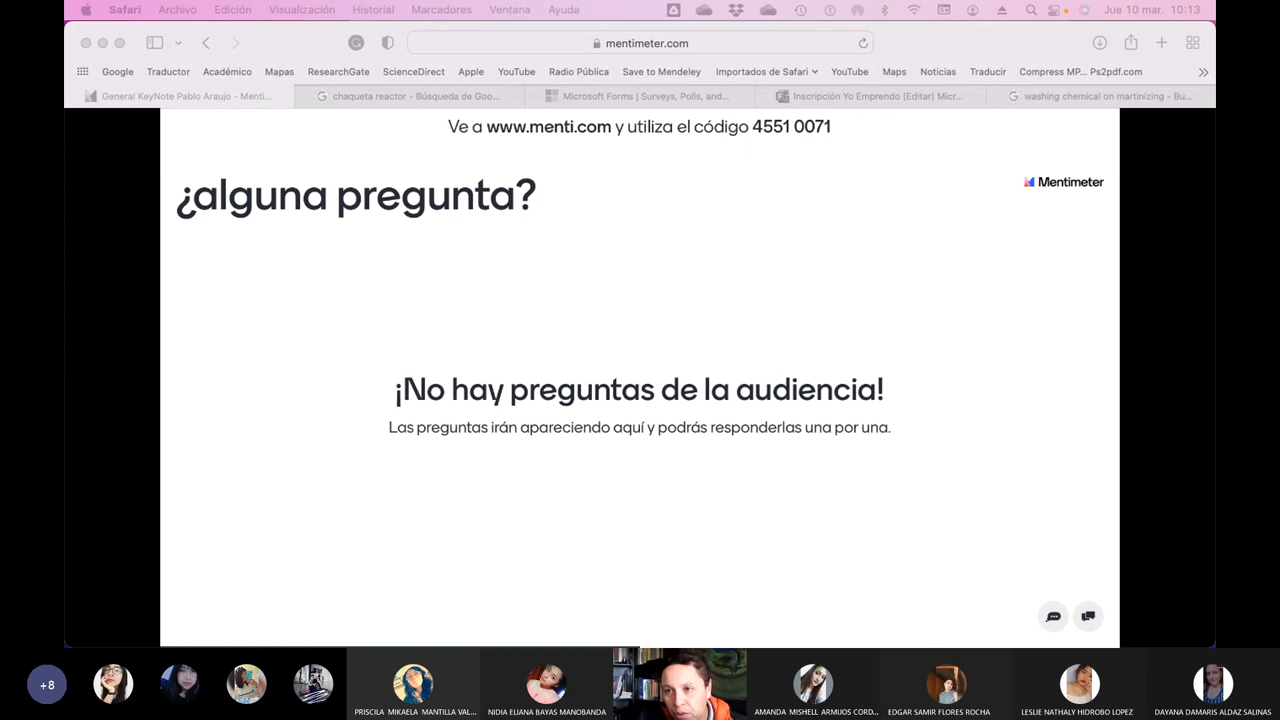 Safari Archivo Edición Visualización Historial Marcadores Ventana Ayuda Jue 10 mar. 10:13
mentimeter.com
Google Traductor Académico Mapas ResearchGate ScienceDirect Apple YouTube Radio Pública Save to Mendeley Importados de Safari YouTube Maps Noticias Traducir Compress MP... Ps2pdf.com
General KeyNote Pablo Araujo - Menti... chaqueta reactor - Búsqueda de Goo... Microsoft Forms | Surveys, Polls, and... Inscripción Yo Emprendo (Editar) Micr... washing chemical on martinizing - Bu...
Ve a www.menti.com y utiliza el código 4551 0071
¿alguna pregunta?
Mentimeter
¡No hay preguntas de la audiencia!
Las preguntas irán apareciendo aquí y podrás responderlas una por una.
+8
PRISCILA MIKAELA MANTILLA VAL... NIDIA ELIANA BAYAS MANOBANDA AMANDA MISHELL ARMIJOS CORD... EDGAR SAMIR FLORES ROCHA LESLIE NATHALY HIDROBO LOPEZ DAYANA DAMARIS ALDAZ SALINAS